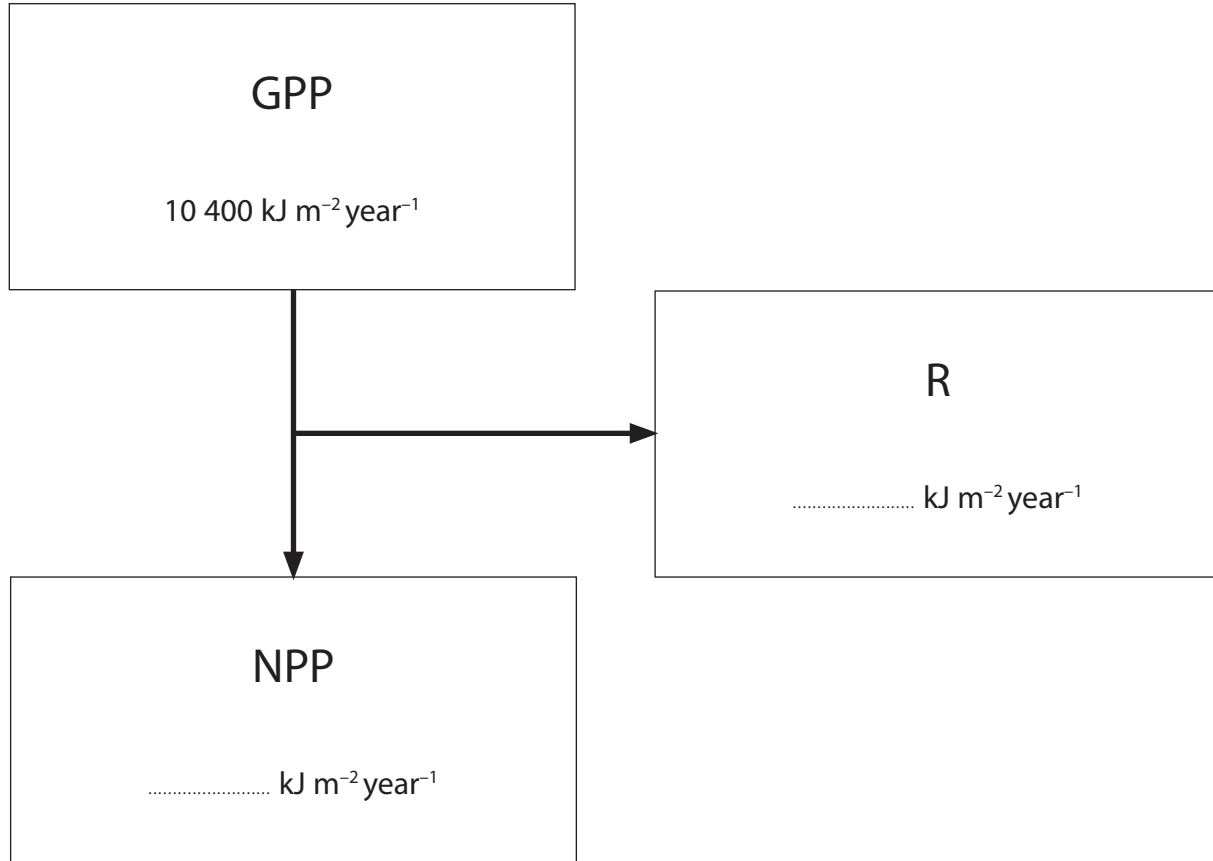 GPP
10 400 kJ m⁻² year⁻¹
R
......................... kJ m⁻² year⁻¹
NPP
......................... kJ m⁻² year⁻¹